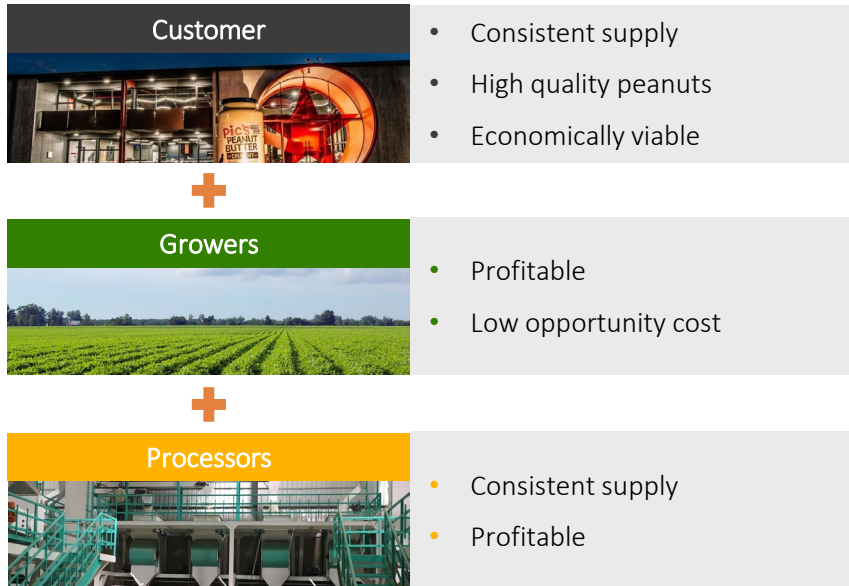 Customer
• Consistent supply
• High quality peanuts
• Economically viable
pic's
PEANUT
BUTTER
Growers
• Profitable
• Low opportunity cost
Processors
• Consistent supply
• Profitable